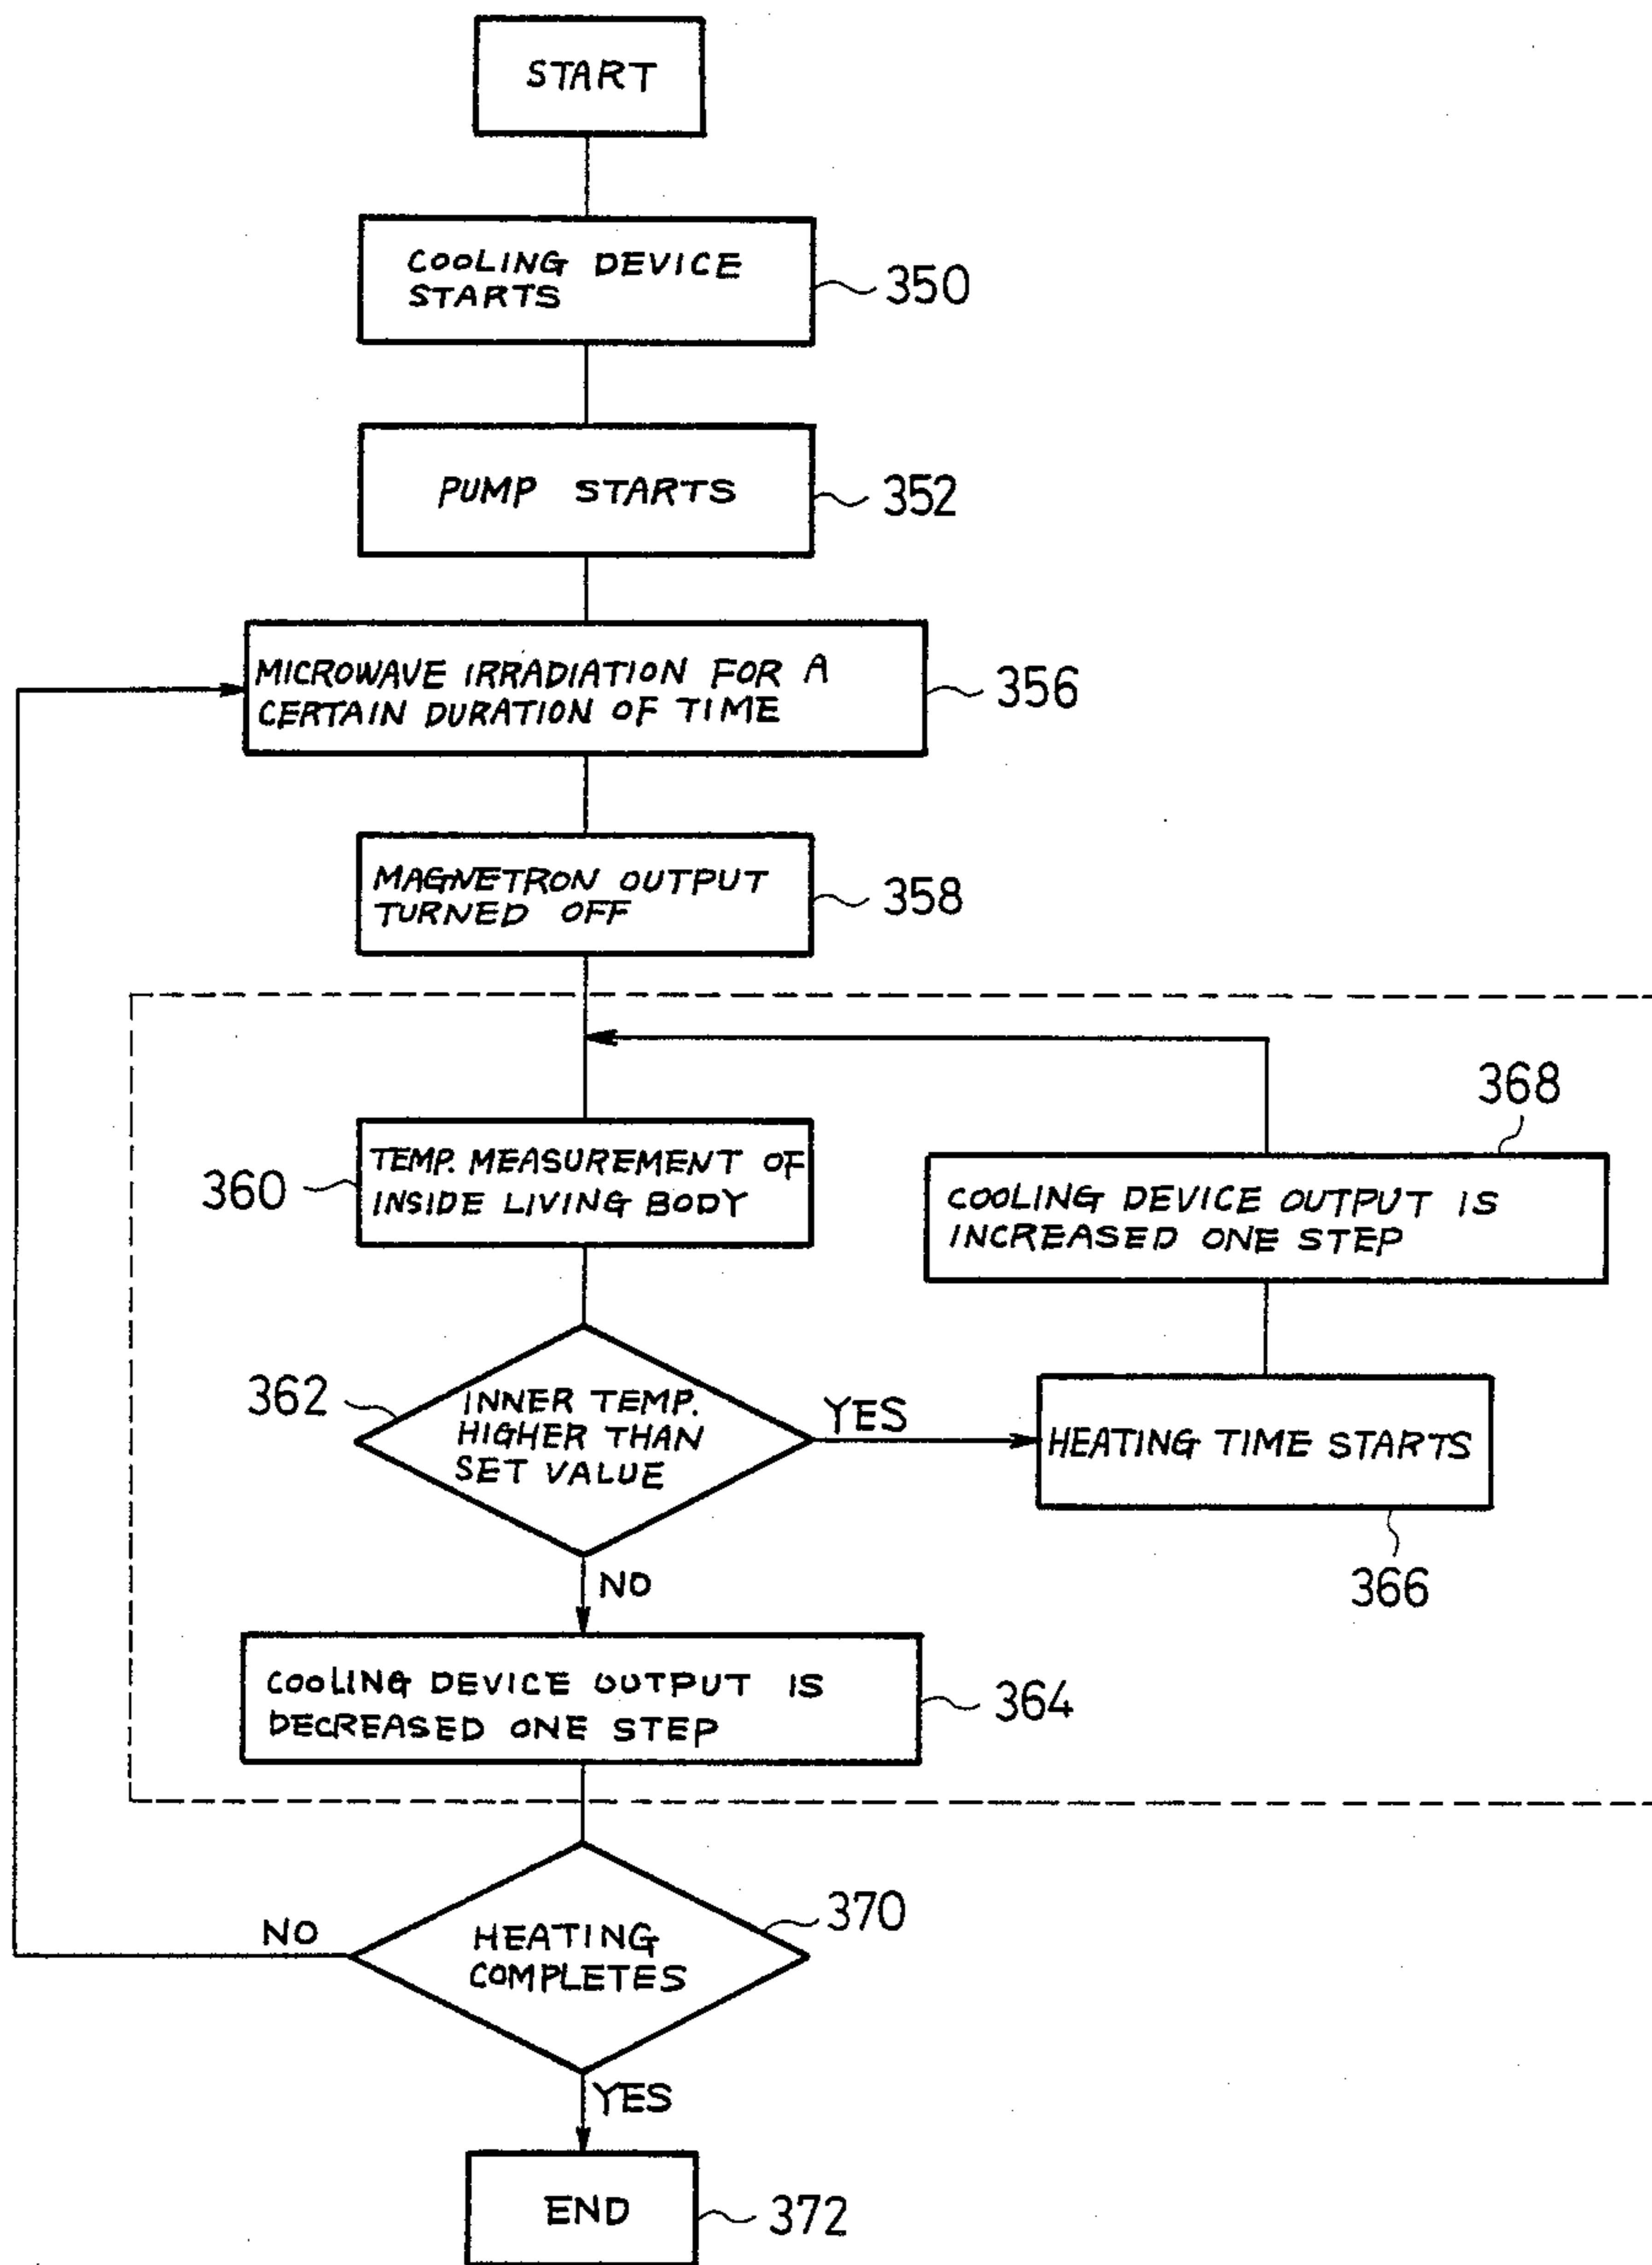 START
COOLING DEVICE
STARTS
350
PUMP STARTS
352
MICROWAVE IRRADIATION FOR A
CERTAIN DURATION OF TIME
356
MAGNETRON OUTPUT
TURNED OFF
358
368
360
TEMP. MEASUREMENT OF
INSIDE LIVING BODY
COOLING DEVICE OUTPUT IS
INCREASED ONE STEP
362
INNER TEMP.
HIGHER THAN
SET VALUE
YES
HEATING TIME STARTS
366
NO
COOLING DEVICE OUTPUT IS
DECREASED ONE STEP
364
370
NO
HEATING
COMPLETES
YES
END
372